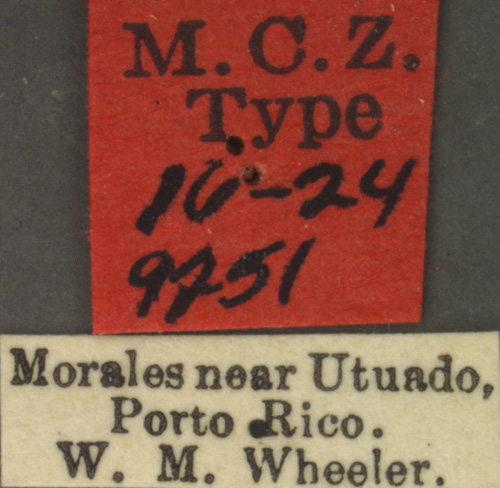 M. C. Z.
Type
16-24
9751
Morales near Utuado,
Porto Rico.
W. M. Wheeler.